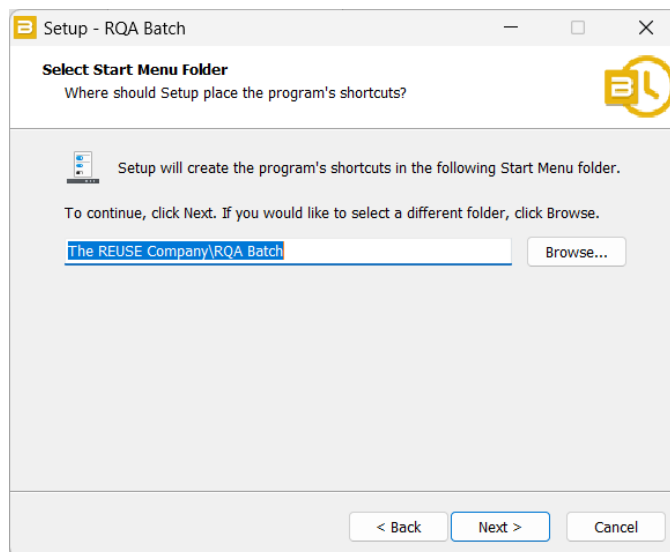 Setup - RQA Batch
Select Start Menu Folder
Where should Setup place the program's shortcuts?
B
Setup will create the program's shortcuts in the following Start Menu folder.
To continue, click Next. If you would like to select a different folder, click Browse.
The REUSE Company\RQA Batch
Browse...
< Back
Next >
Cancel